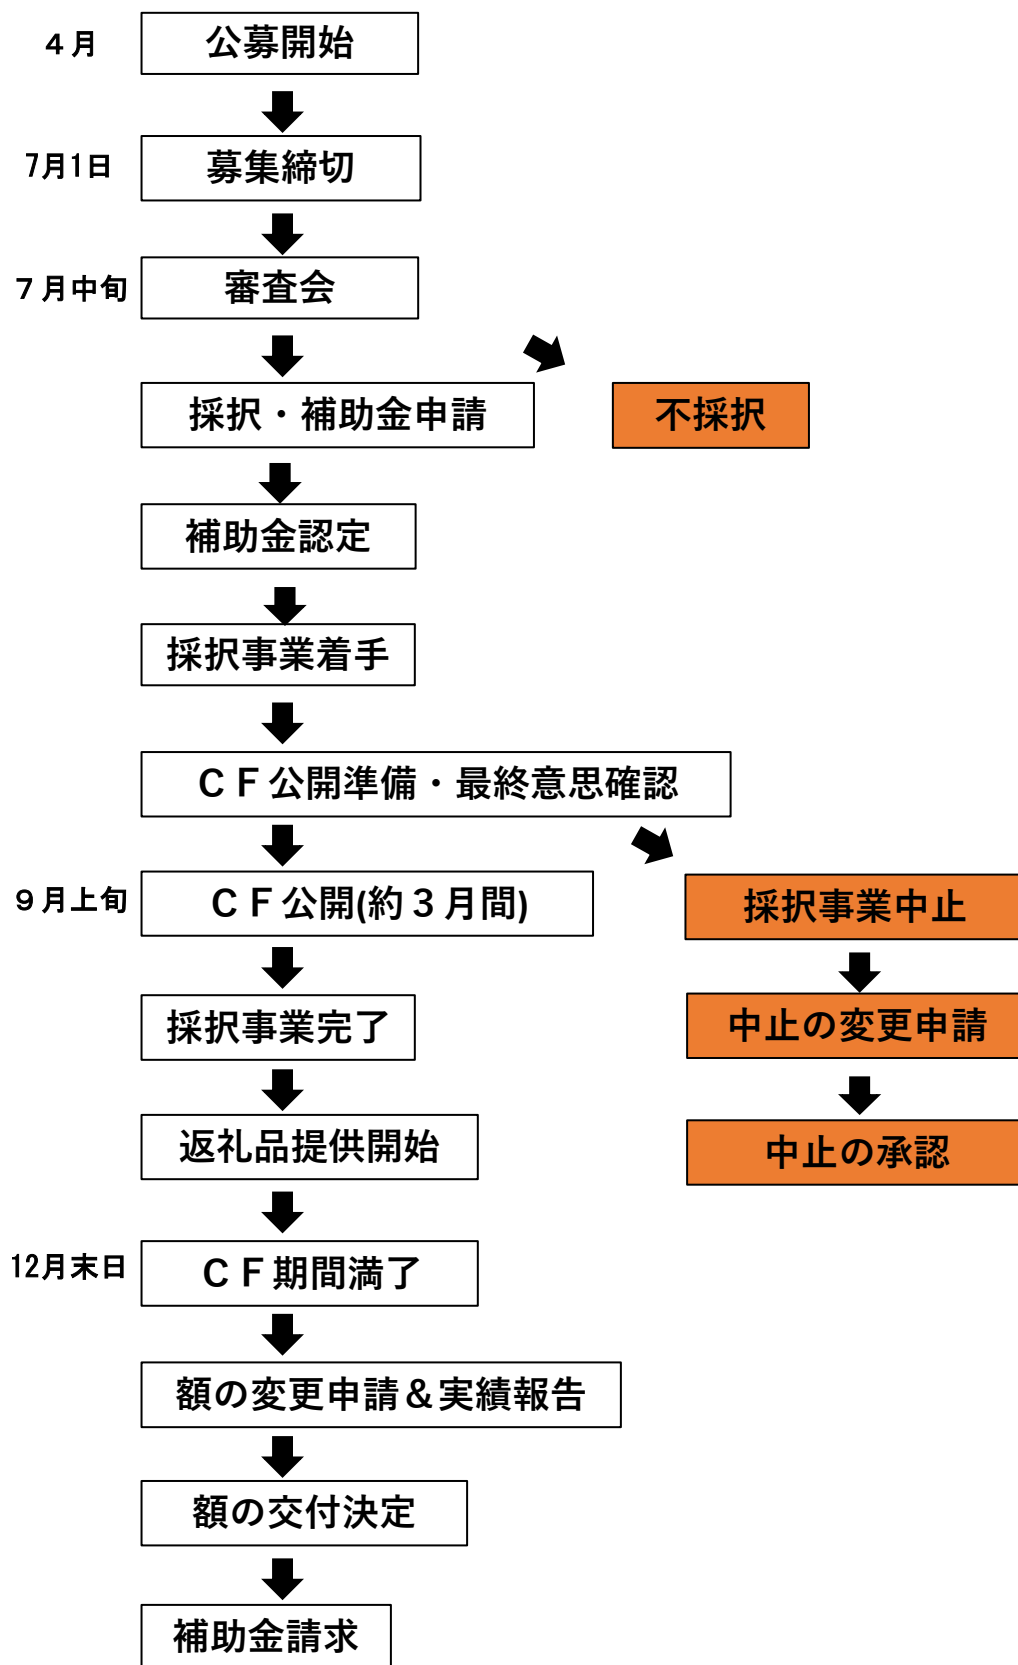 ４月
公募開始
7月1日
募集締切
７月中旬
審査会
採択・補助金申請
不採択
補助金認定
採択事業着手
ＣＦ公開準備・最終意思確認
９月上旬
ＣＦ公開(約３月間)
採択事業中止
採択事業完了
中止の変更申請
返礼品提供開始
中止の承認
12月末日
ＣＦ期間満了
額の変更申請＆実績報告
額の交付決定
補助金請求